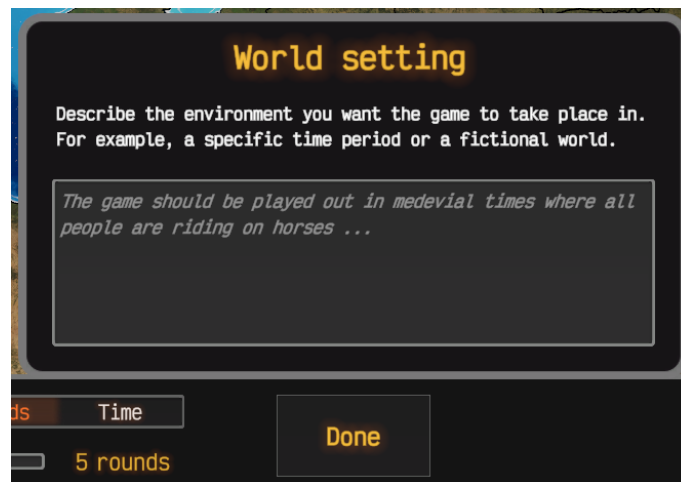 World setting
Describe the environment you want the game to take place in.
For example, a specific time period or a fictional world.
The game should be played out in medevial times where all
people are riding on horses ...
ds Time
Done
5 rounds